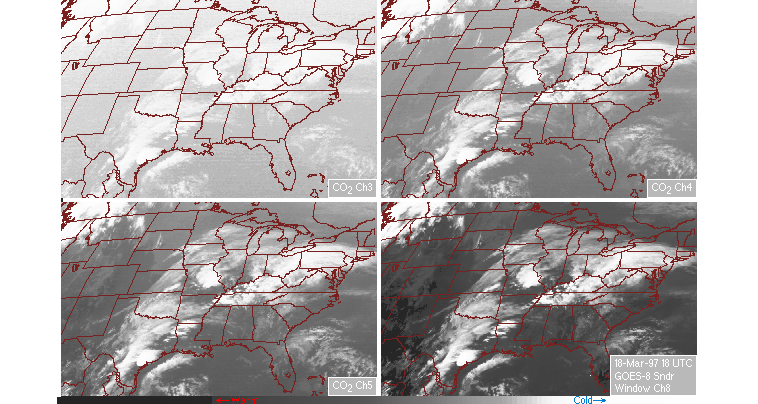 CO2 Ch3
CO2 Ch4
CO2 Ch5
18-Mar-97 18 UTC
GOES-8 Sndr
Window Ch8
Cold→